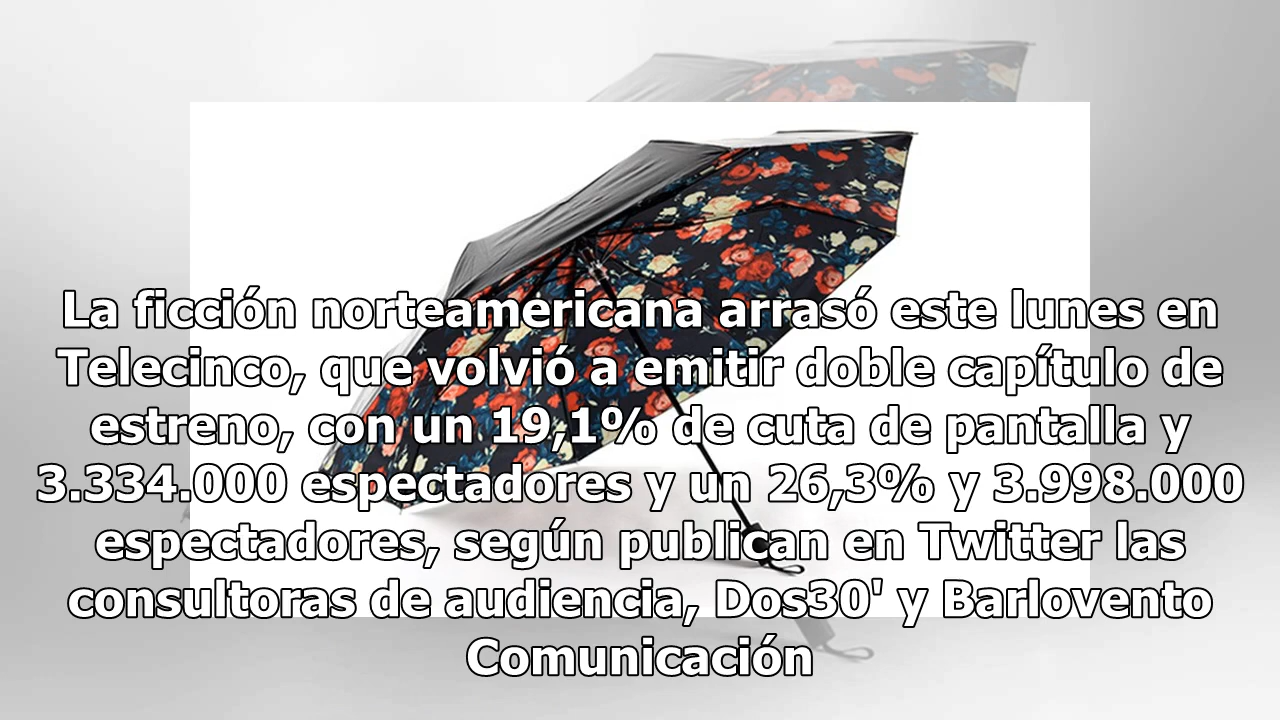 La ficción norteamericana arrasó este lunes en
Telecinco, que volvió a emitir doble capítulo de
estreno, con un 19,1% de cuta de pantalla y
3.334.000 espectadores y un 26,3% y 3.998.000
espectadores, según publican en Twitter las
consultoras de audiencia, Dos30' y Barlovento
Comunicación